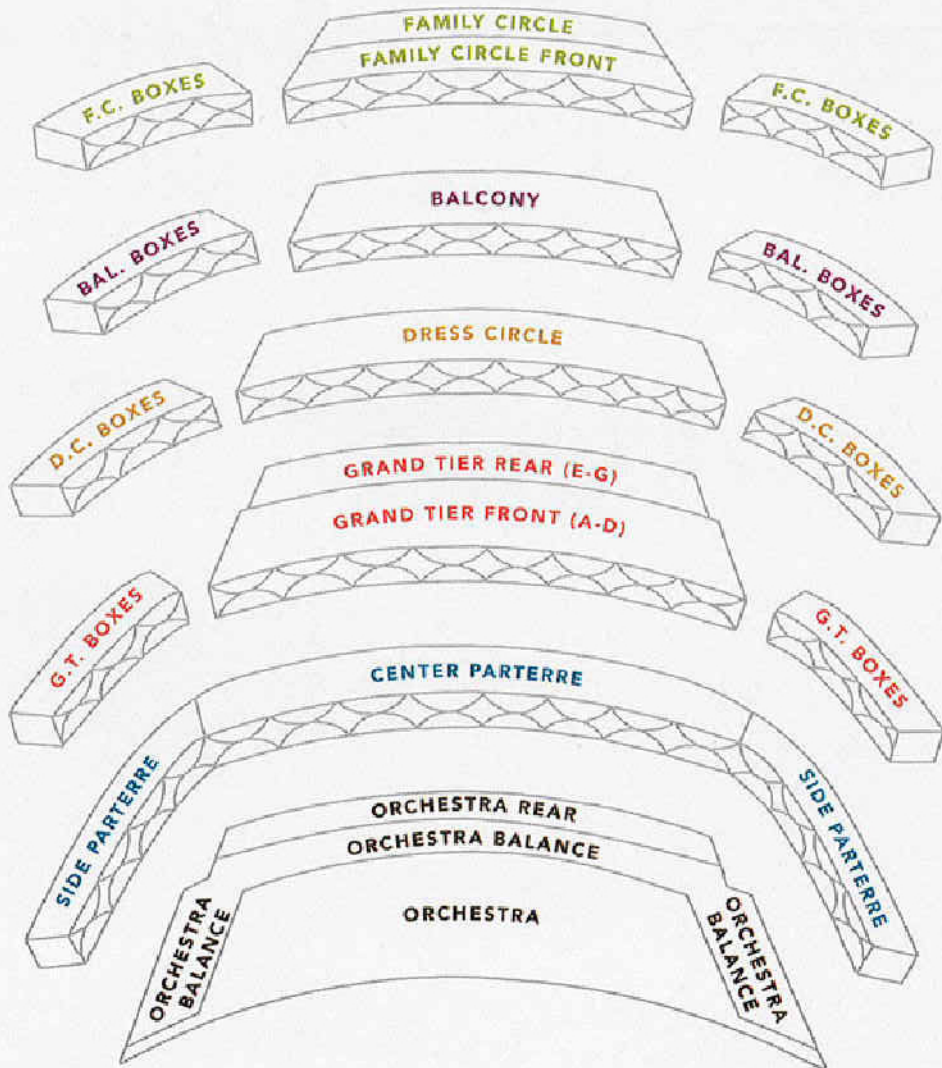 FAMILY CIRCLE
FAMILY CIRCLE FRONT
F.C. BOXES
F.C. BOXES
BALCONY
BAL. BOXES
BAL. BOXES
DRESS CIRCLE
D.C. BOXES
D.C. BOXES
GRAND TIER REAR (E-G)
GRAND TIER FRONT (A-D)
G.T. BOXES
G.T. BOXES
CENTER PARTERRE
SIDE PARTERRE
SIDE PARTERRE
ORCHESTRA REAR
ORCHESTRA BALANCE
ORCHESTRA
ORCHESTRA
BALANCE
ORCHESTRA
BALANCE